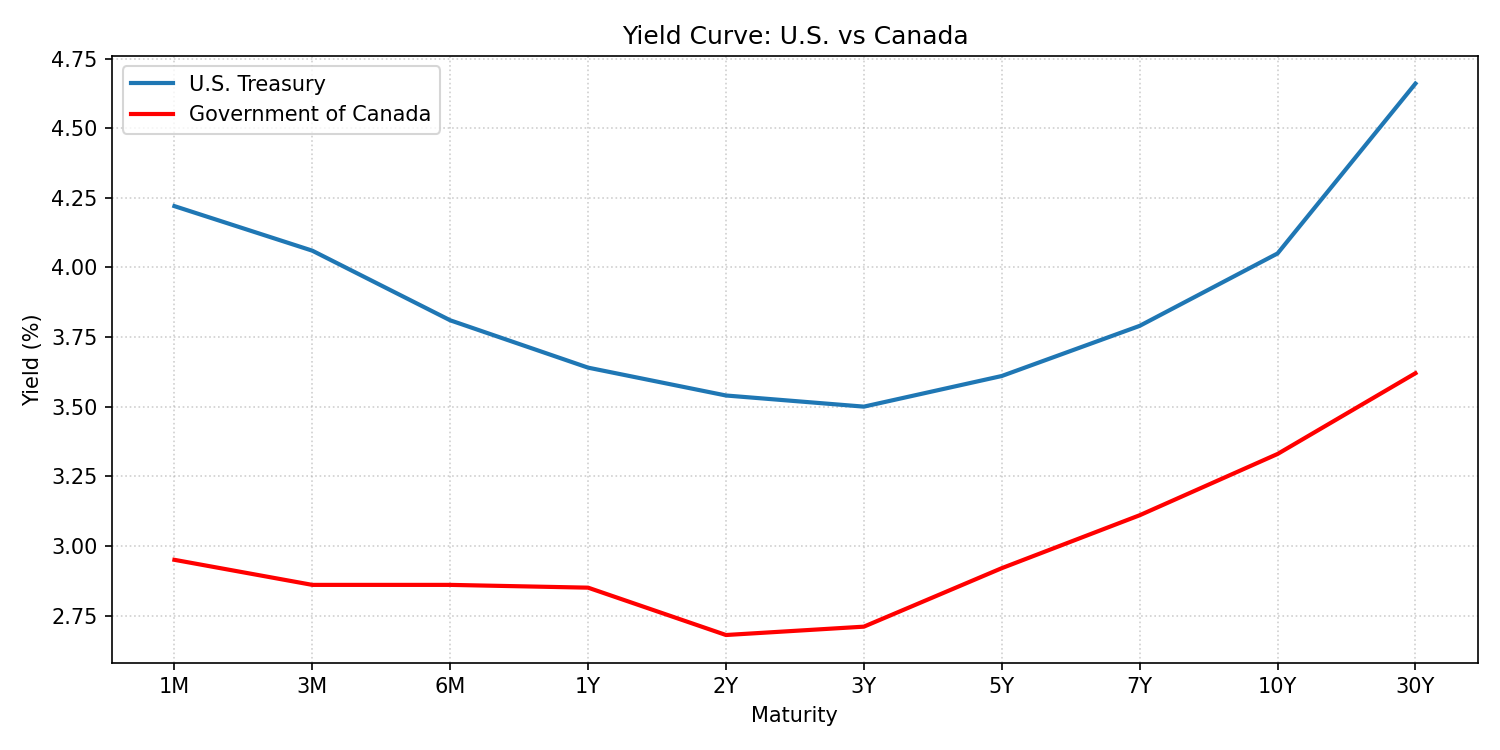 Yield Curve: U.S. vs Canada
U.S. Treasury
Government of Canada
Yield (%)
4.75
4.50
4.25
4.00
3.75
3.50
3.25
3.00
2.75
1M 3M 6M 1Y 2Y 3Y 5Y 7Y 10Y 30Y
Maturity